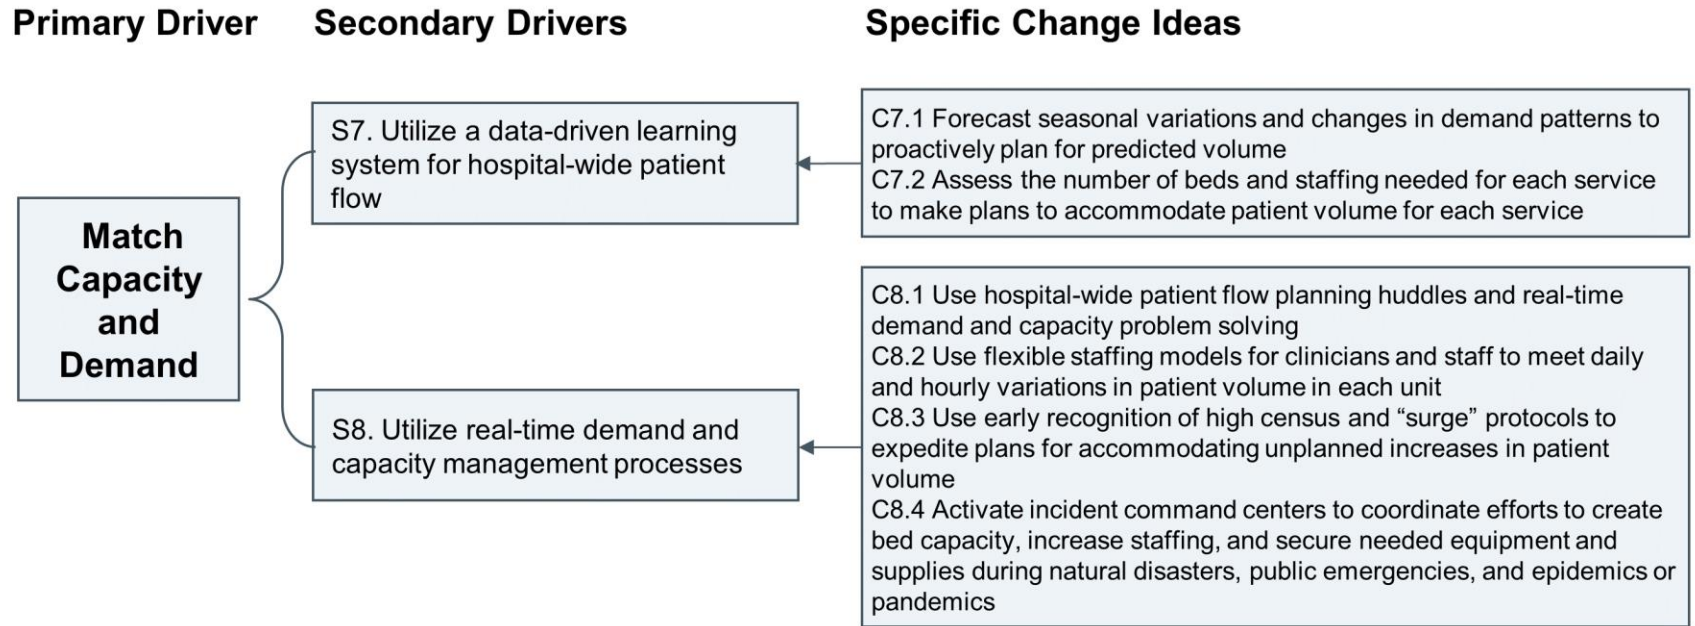 Primary Driver
Secondary Drivers
Specific Change Ideas
Match
Capacity
and
Demand
S7. Utilize a data-driven learning
system for hospital-wide patient
flow
C7.1 Forecast seasonal variations and changes in demand patterns to
proactively plan for predicted volume
C7.2 Assess the number of beds and staffing needed for each service
to make plans to accommodate patient volume for each service
S8. Utilize real-time demand and
capacity management processes
C8.1 Use hospital-wide patient flow planning huddles and real-time
demand and capacity problem solving
C8.2 Use flexible staffing models for clinicians and staff to meet daily
and hourly variations in patient volume in each unit
C8.3 Use early recognition of high census and “surge” protocols to
expedite plans for accommodating unplanned increases in patient
volume
C8.4 Activate incident command centers to coordinate efforts to create
bed capacity, increase staffing, and secure needed equipment and
supplies during natural disasters, public emergencies, and epidemics or
pandemics